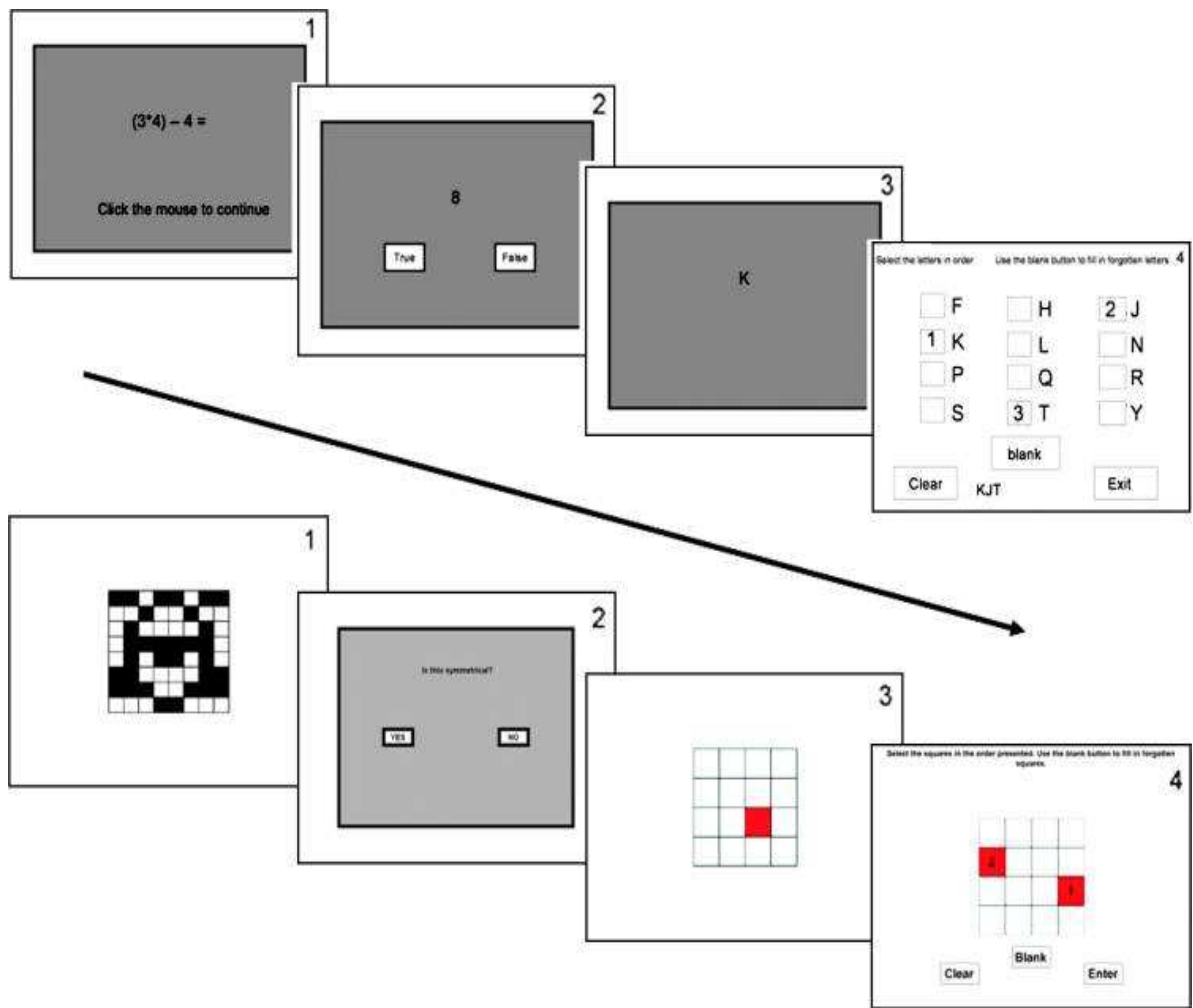 1
(3*4) – 4 =
Click the mouse to continue
2
8
True False
3
K
Select the letters in order Use the blank button to fill in forgotten letters 4
F H 2 J
1 K L N
P Q R
S 3 T Y
blank
Clear KJT Exit
1
2
Is this symmetrical?
YES NO
3
Select the squares in the order presented. Use the blank button to fill in forgotten
squares.
4
2
1
Blank
Clear Enter